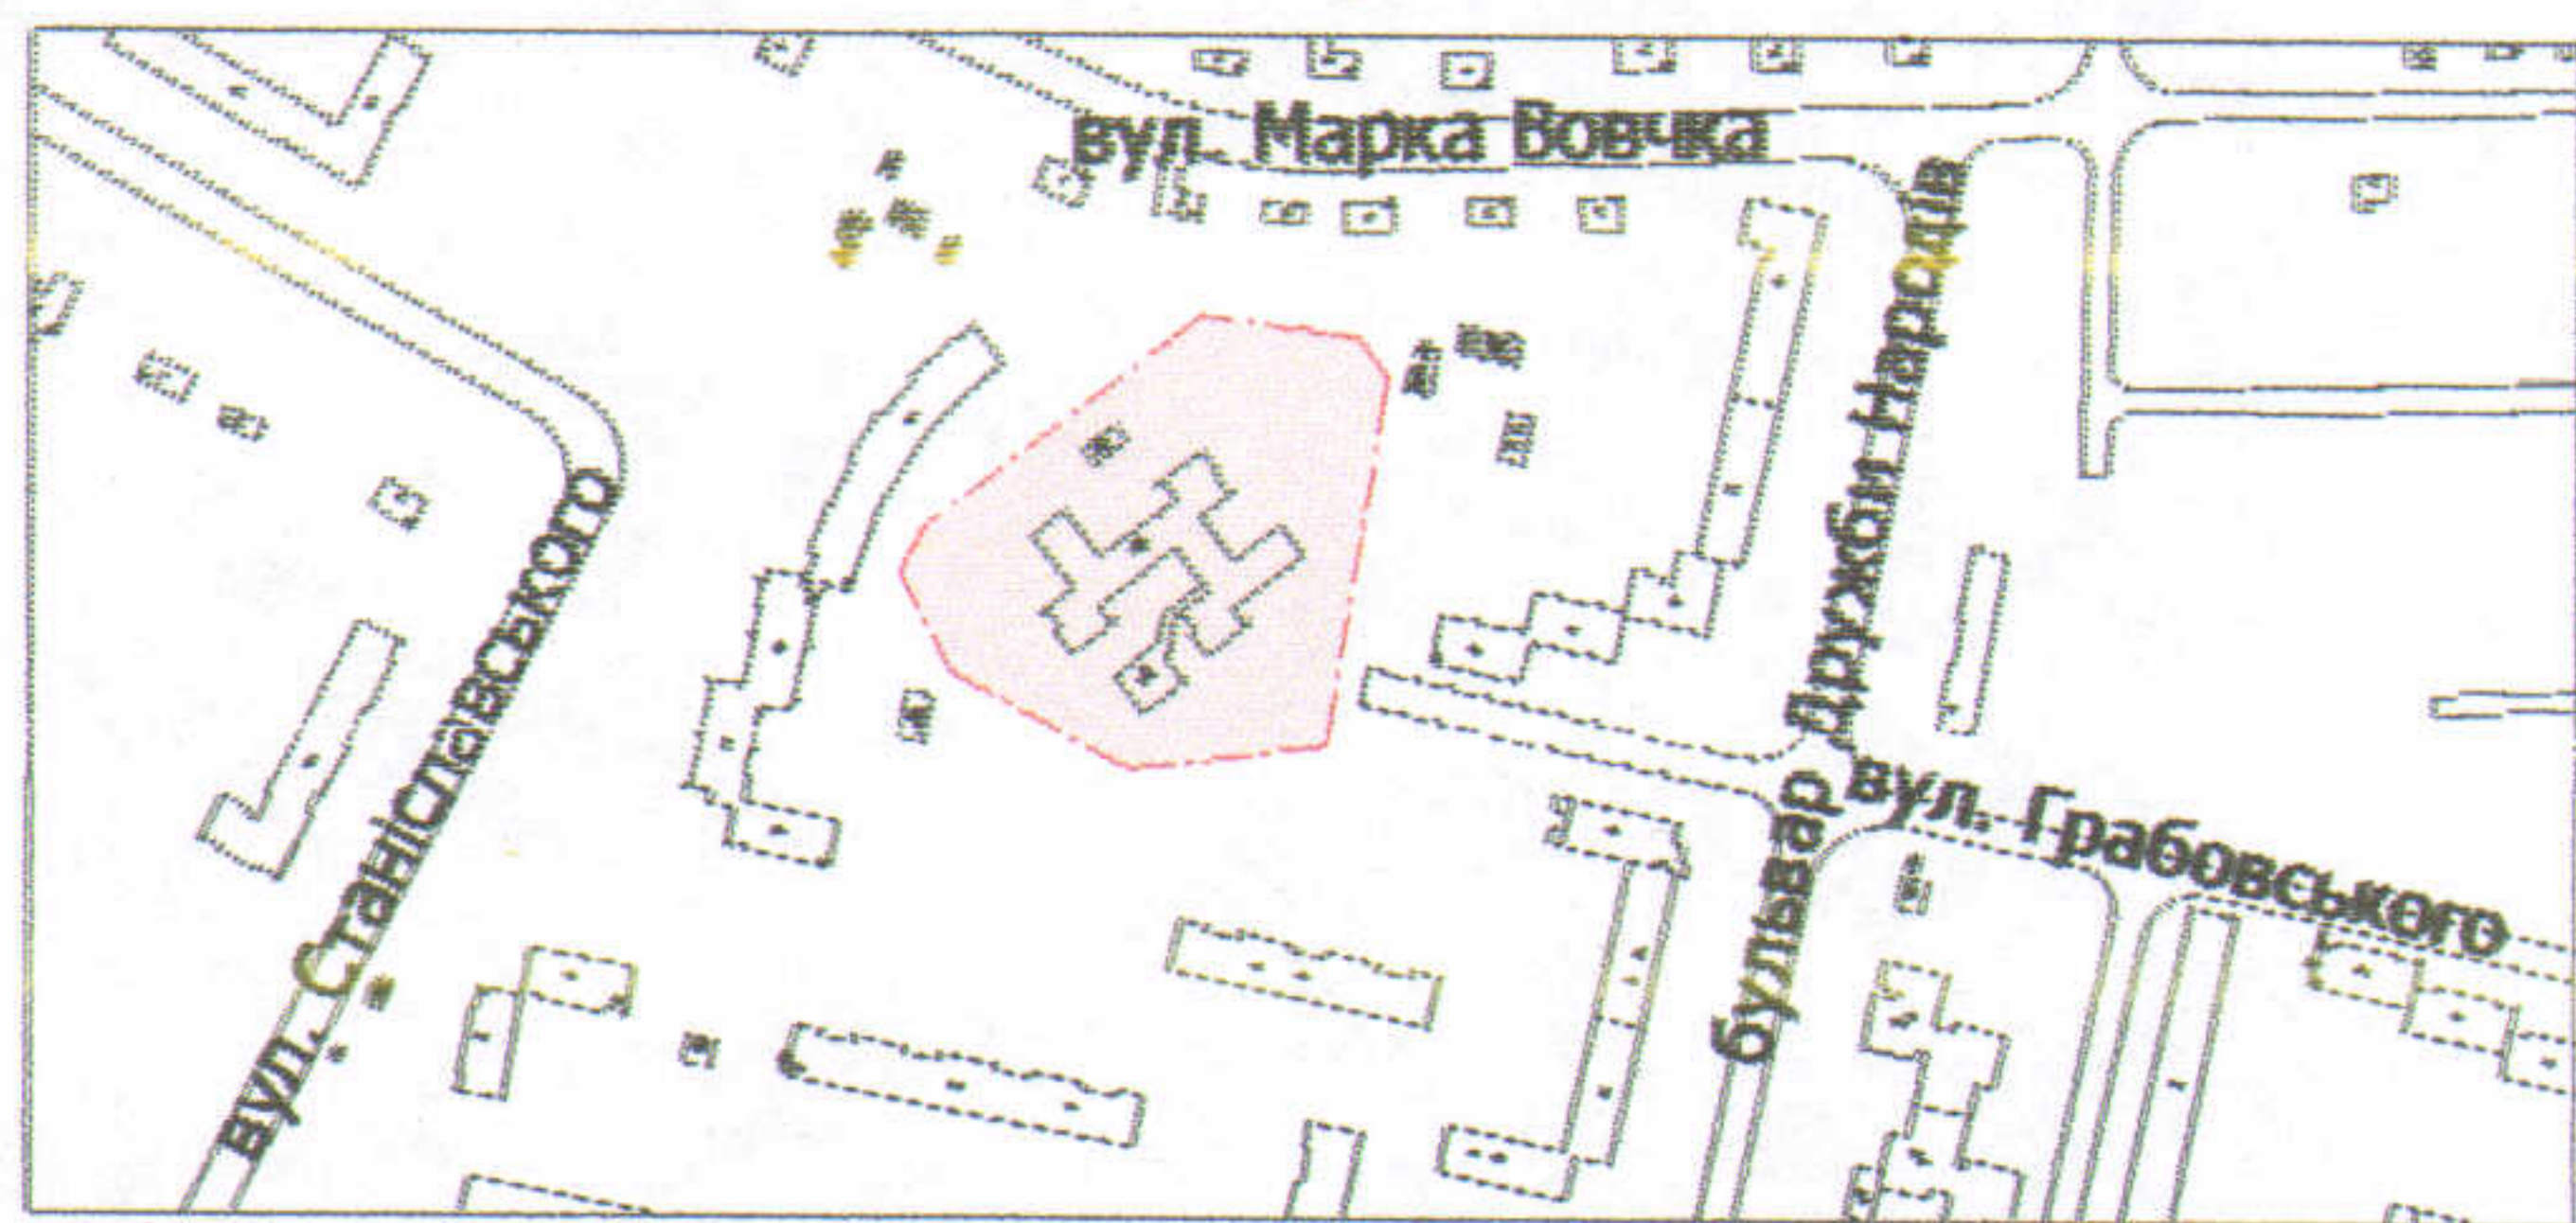 вул. Марка Вовчка
бульвар Дружби Народів
вул. Станіславського
вул. Грабовського